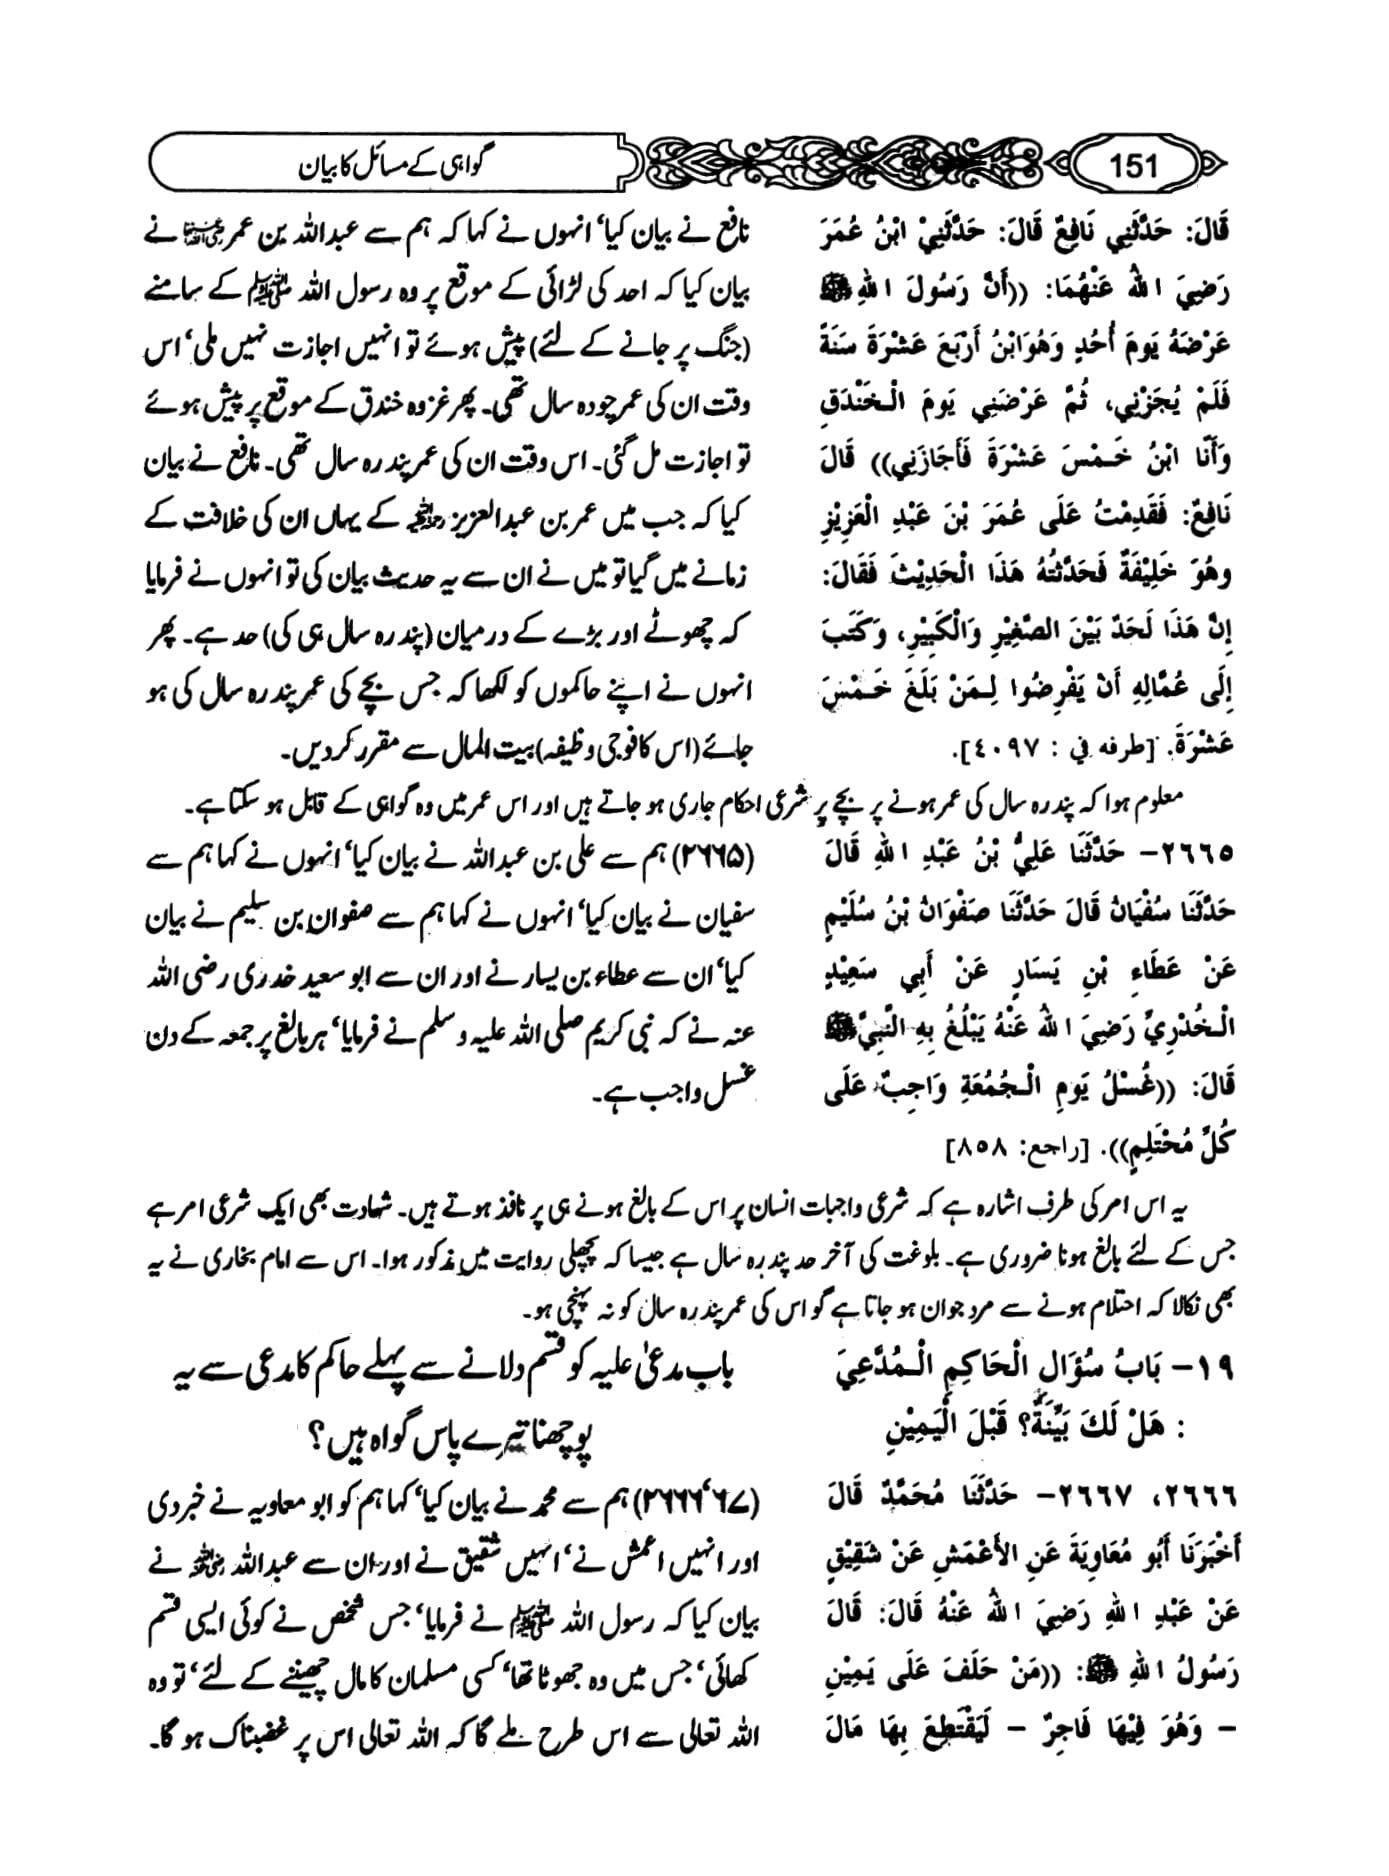 151
گواہی کے مسائل کا بیان
قَالَ: حَدَّثَنِي نَافِعٌ قَالَ: حَدَّثَنِيْ ابْنُ عُمَرَ
رَضِيَ اللهُ عَنْهُمَا: ((أَنَّ رَسُولَ اللهِ ﷺ
عَرْضَهُ يَومَ أُحُدٍ وَهُوَ ابْنُ أَرْبَعَ عَشْرَةَ سَنَةً
فَلَمْ يُجِزْنِي، ثُمَّ عَرَضَنِي يَومَ الْخَنْدَقِ
وَأَنَا ابْنُ خَمْسَ عَشْرَةَ فَأَجَازَنِي)) قَالَ
نَافِعٌ: فَقَدِمْتُ عَلَى عُمَرَ بْنَ عَبْدِ الْعَزِيْزِ
وهُوَ خَلِيْفَةٌ فَحَدَّثتُهُ هَذَا الْحَدِيْثَ فَقَالَ:
إِنَّ هَذَا لَحَدٌ بَيْنَ الصَّغِيْرِ وَالْكَبِيْرِ، وَكَتَبَ
إِلَى عُمَّالِهِ أَنْ يَفْرِضُوا لِمَنْ بَلَغَ خَمْسَ
عَشْرَةَ. [طرفه في : ٤٠٩٧].
نافع نے بیان کیا‘ انہوں نے کہا کہ ہم سے عبداللہ بن عمر رضی اللہ عنہما نے
بیان کیا کہ احد کی لڑائی کے موقع پر وہ رسول اللہ ﷺ کے سامنے
(جنگ پر جانے کے لئے) پیش ہوئے تو انہیں اجازت نہیں ملی‘ اس
وقت ان کی عمر چودہ سال تھی۔ پھر غزوہ خندق کے موقع پر پیش ہوئے
تو اجازت مل گئی۔ اس وقت ان کی عمر پندرہ سال تھی۔ نافع نے بیان
کیا کہ جب میں عمر بن عبدالعزیز رحمہ اللہ کے یہاں ان کی خلافت کے
زمانے میں گیا تو میں نے ان سے یہ حدیث بیان کی تو انہوں نے فرمایا
کہ چھوٹے اور بڑے کے درمیان (پندرہ سال ہی کی) حد ہے۔ پھر
انہوں نے اپنے حاکموں کو لکھا کہ جس بچے کی عمر پندرہ سال کی ہو
جائے (اس کا فوجی وظیفہ) بیت المال سے مقرر کردیں۔
معلوم ہوا کہ پندرہ سال کی عمر ہونے پر بچے پر شرعی احکام جاری ہو جاتے ہیں اور اس عمر میں وہ گواہی کے قابل ہو سکتا ہے۔
٢٦٦٥- حَدَّثَنَا عَلِيُّ بْنُ عَبْدِ اللهِ قَالَ
حَدَّثَنَا سُفْيَانُ قَالَ حَدَّثَنَا صَفْوَانُ بْنُ سُلَيْمٍ
عَنْ عَطَاءِ بْنِ يَسَارٍ عَنْ أَبِي سَعِيْدٍ
الْخُدْرِيِّ رَضِيَ اللهُ عَنْهُ يَبْلُغُ بِهِ النَّبِيَّ ﷺ
قَالَ: ((غُسْلُ يَومِ الْجُمُعَةِ وَاجِبٌ عَلَى
كُلِّ مُحْتَلِمٍ)). [راجع: ٨٥٨]
(۲۶۶۵) ہم سے علی بن عبداللہ نے بیان کیا‘ انہوں نے کہا ہم سے
سفیان نے بیان کیا‘ انہوں نے کہا ہم سے صفوان بن سلیم نے بیان
کیا‘ ان سے عطاء بن یسار نے اور ان سے ابو سعید خدری رضی اللہ
عنہ نے کہ نبی کریم صلی اللہ علیہ و سلم نے فرمایا‘ ہر بالغ پر جمعہ کے دن
غسل واجب ہے۔
یہ اس امر کی طرف اشارہ ہے کہ شرعی واجبات انسان پر اس کے بالغ ہونے ہی پر نافذ ہوتے ہیں۔ شہادت بھی ایک شرعی امر ہے
جس کے لئے بالغ ہونا ضروری ہے۔ بلوغت کی آخر حد پندرہ سال ہے جیسا کہ پچھلی روایت میں مذکور ہوا۔ اس سے امام بخاری نے یہ
بھی نکالا کہ احتلام ہونے سے مرد جوان ہو جاتا ہے گو اس کی عمر پندرہ سال کو نہ پہنچی ہو۔
١٩- بَابُ سُؤَالِ الْحَاكِمِ الْمُدَّعِيَ
: هَلْ لَكَ بَيِّنَةٌ؟ قَبْلَ الْيَمِيْنِ
باب مدعیٰ علیہ کو قسم دلانے سے پہلے حاکم کا مدعی سے یہ
پوچھنا تیرے پاس گواہ ہیں؟
٢٦٦٦، ٢٦٦٧- حَدَّثَنَا مُحَمَّدٌ قَالَ
أَخْبَرَنَا أَبُو مُعَاوِيَةَ عَنِ الأَعْمَشِ عَنْ شَقِيْقٍ
عَنْ عَبْدِ اللهِ رَضِيَ اللهُ عَنْهُ قَالَ: قَالَ
رَسُولُ اللهِ ﷺ: ((مَنْ حَلَفَ عَلَى يَمِيْنٍ
- وَهُوَ فِيْهَا فَاجِرٌ - لَيَقْتَطِعَ بِهَا مَالَ
(۲۶۶۶‘۶۷) ہم سے محمد نے بیان کیا‘ کہا ہم کو ابو معاویہ نے خبر دی
اور انہیں اعمش نے‘ انہیں شقیق نے اور ان سے عبداللہ رضی اللہ عنہ نے
بیان کیا کہ رسول اللہ ﷺ نے فرمایا‘ جس شخص نے کوئی ایسی قسم
کھائی‘ جس میں وہ جھوٹا تھا‘ کسی مسلمان کا مال چھیننے کے لئے‘ تو وہ
اللہ تعالی سے اس طرح ملے گا کہ اللہ تعالی اس پر غضبناک ہو گا۔